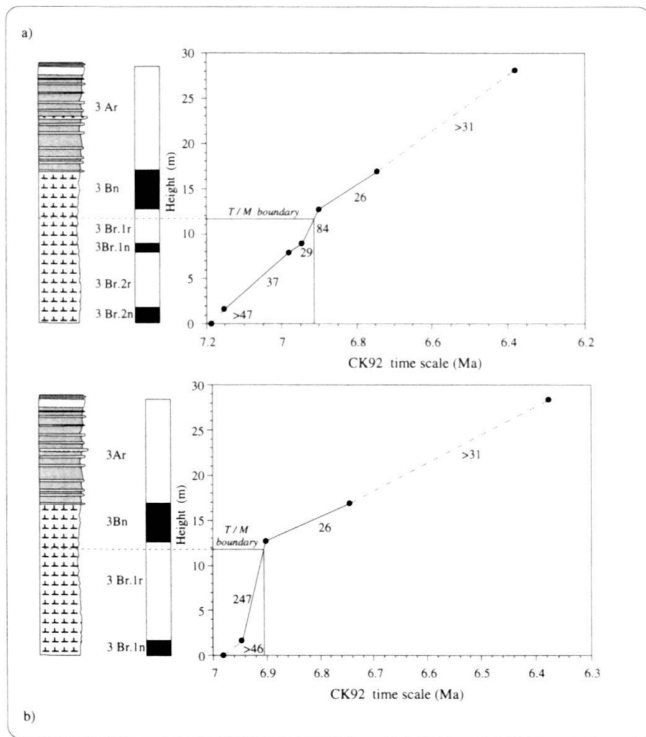 a)
3 Ar
3 Bn
3 Br.1r
3Br.1n
3 Br.2r
3 Br.2n
Height (m)
30
25
20
15
10
5
0
T / M boundary
>31
26
84
29
37
>47
7.2
7
6.8
6.6
6.4
6.2
CK92 time scale (Ma)
3Ar
3Bn
3 Br.1r
3 Br.1n
Height (m)
30
25
20
15
10
5
0
T / M
boundary
>31
26
247
>46
7
6.9
6.8
6.7
6.6
6.5
6.4
6.3
CK92 time scale (Ma)
b)